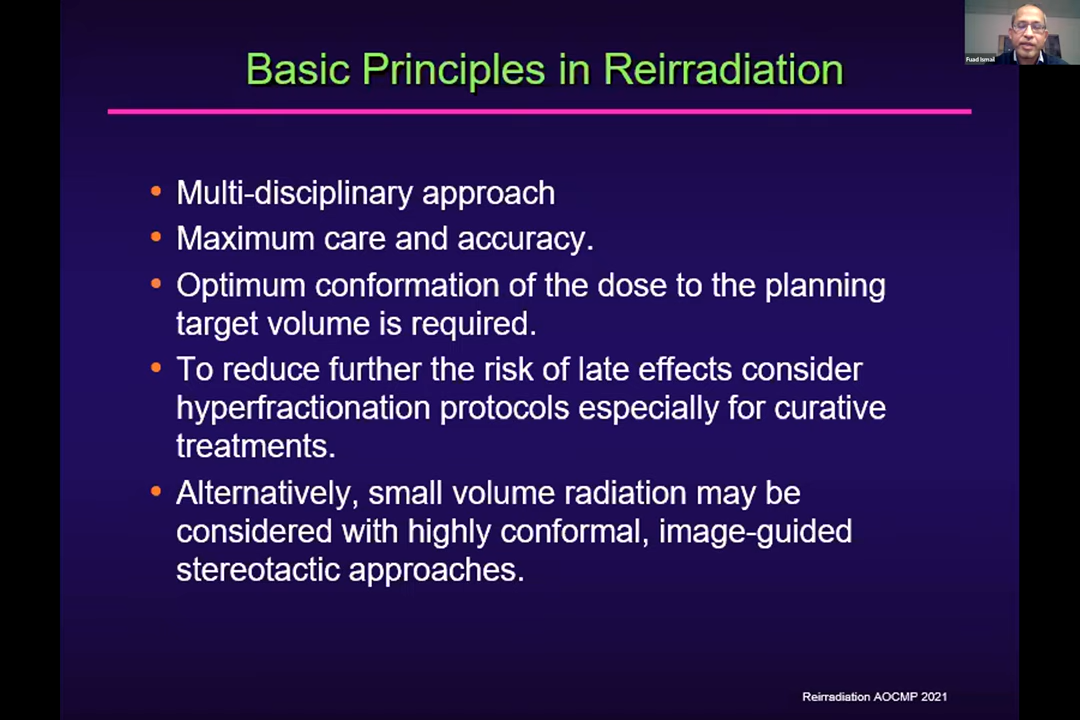 Basic Principles in Reirradiation
Fuad Ismail
• Multi-disciplinary approach
• Maximum care and accuracy.
• Optimum conformation of the dose to the planning
target volume is required.
• To reduce further the risk of late effects consider
hyperfractionation protocols especially for curative
treatments.
• Alternatively, small volume radiation may be
considered with highly conformal, image-guided
stereotactic approaches.
Reirradiation AOCMP 2021